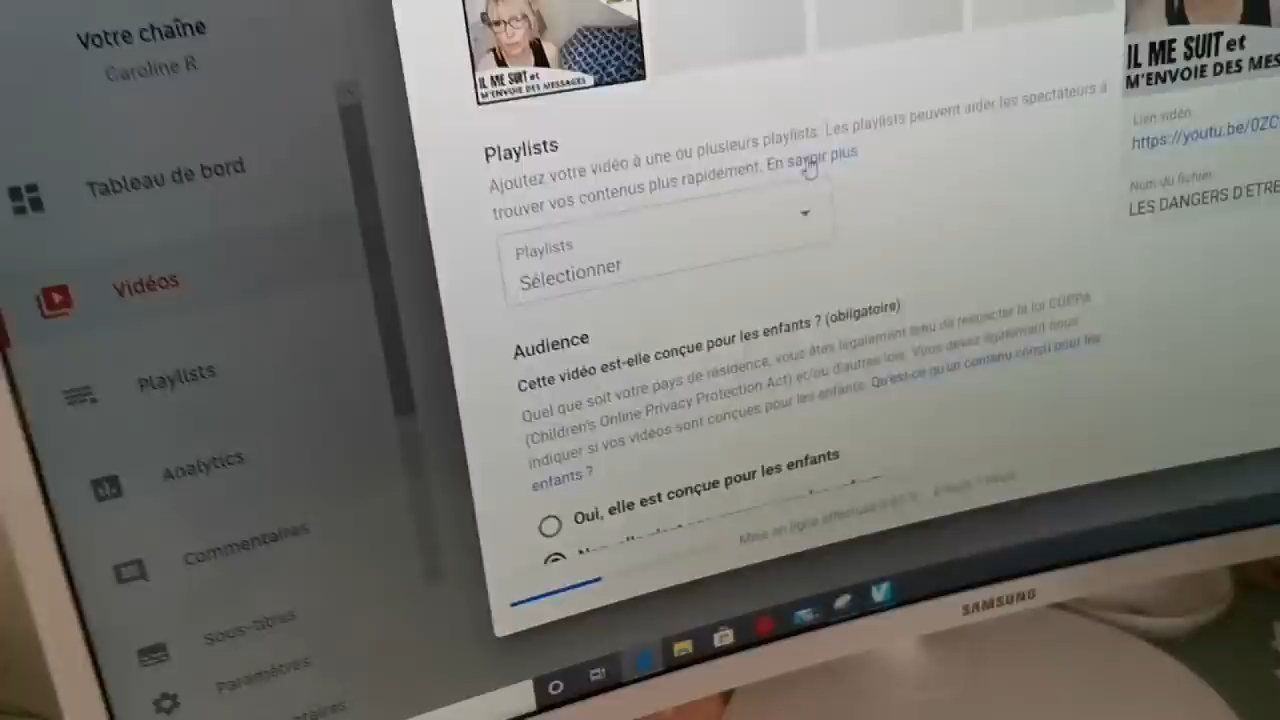 Votre chaîne
Caroline R
Tableau de bord
Vidéos
Playlists
Analytics
Commentaires
Sous-titres
Paramètres
IL ME SUIT et
M'ENVOIE DES MESSAGES
Playlists
Ajoutez votre vidéo à une ou plusieurs playlists. Les playlists peuvent aider les spectateurs à
trouver vos contenus plus rapidement. En savoir plus
Playlists
Sélectionner
Audience
Cette vidéo est-elle conçue pour les enfants ? (obligatoire)
Quel que soit votre pays de résidence, vous êtes légalement tenu de respecter la loi COPPA
(Children's Online Privacy Protection Act) et/ou d'autres lois. Vous devez également nous
indiquer si vos vidéos sont conçues pour les enfants. Qu'est-ce qu'un contenu conçu pour les
enfants ?
Oui, elle est conçue pour les enfants
Mise en ligne effectuée
IL ME SUIT et
M'ENVOIE DES MES
Lien vidéo
https://youtu.be/0ZC
Nom du fichier
LES DANGERS D'ETRE
SAMSUNG